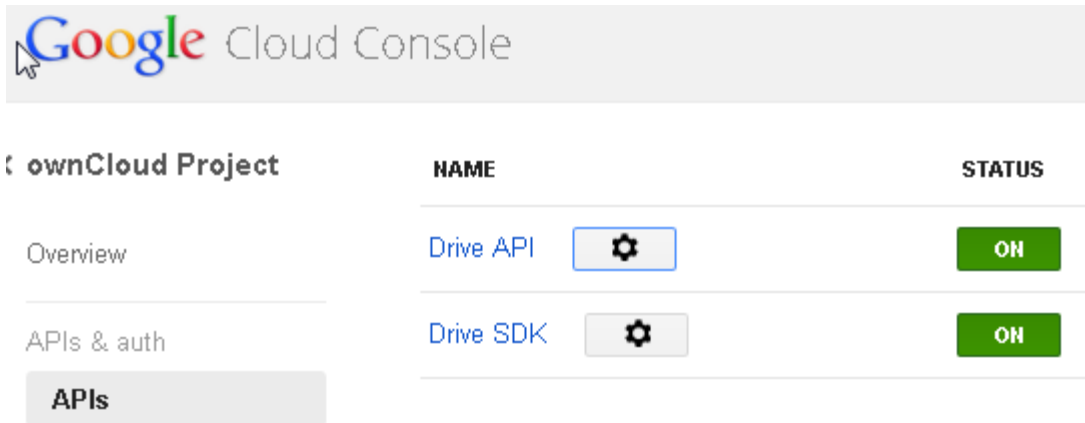 Google Cloud Console
ownCloud Project
NAME
STATUS
Overview
Drive API
ON
APIs & auth
Drive SDK
ON
APIs